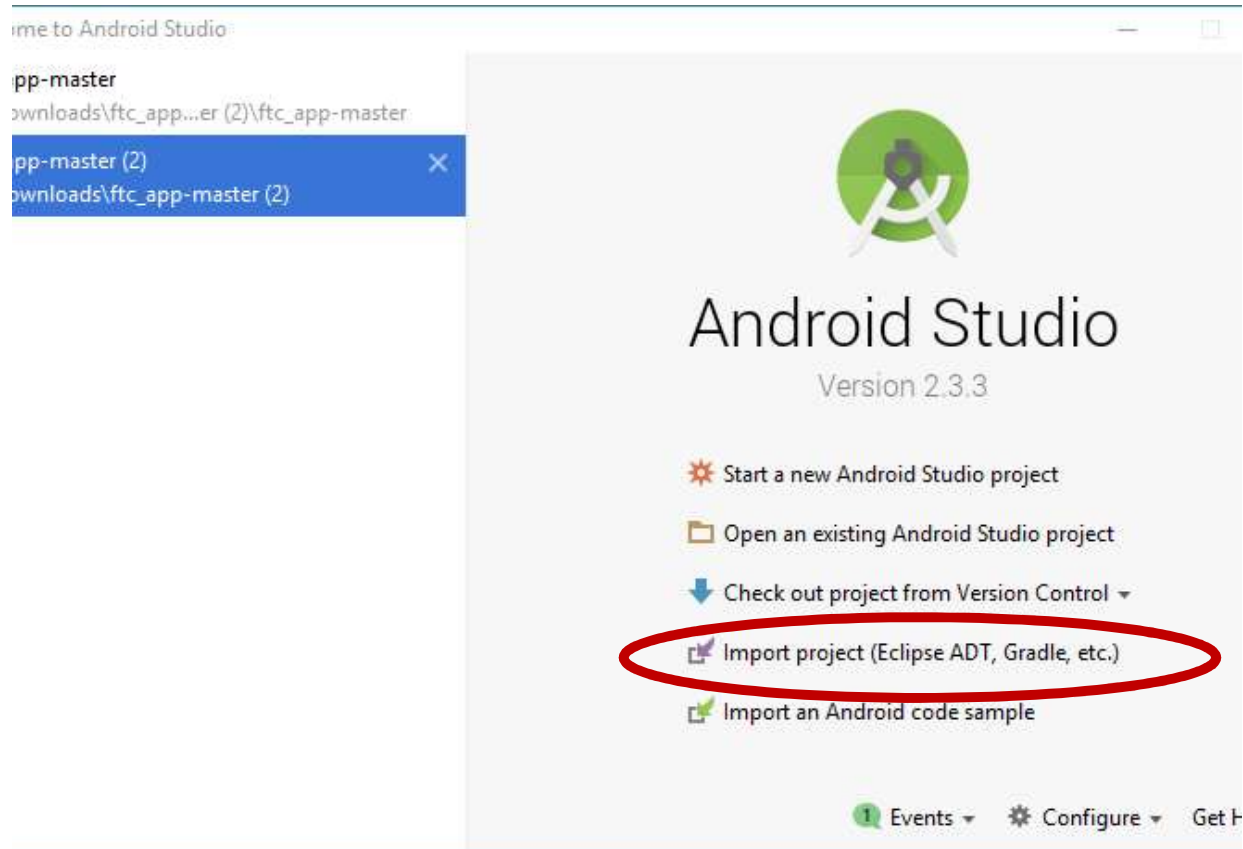 ome to Android Studio
app-master
ownloads\ftc_app...er (2)\ftc_app-master
pp-master (2)
ownloads\ftc_app-master (2)
Android Studio
Version 2.3.3
Start a new Android Studio project
Open an existing Android Studio project
Check out project from Version Control
Import project (Eclipse ADT, Gradle, etc.)
Import an Android code sample
1 Events Configure Get H